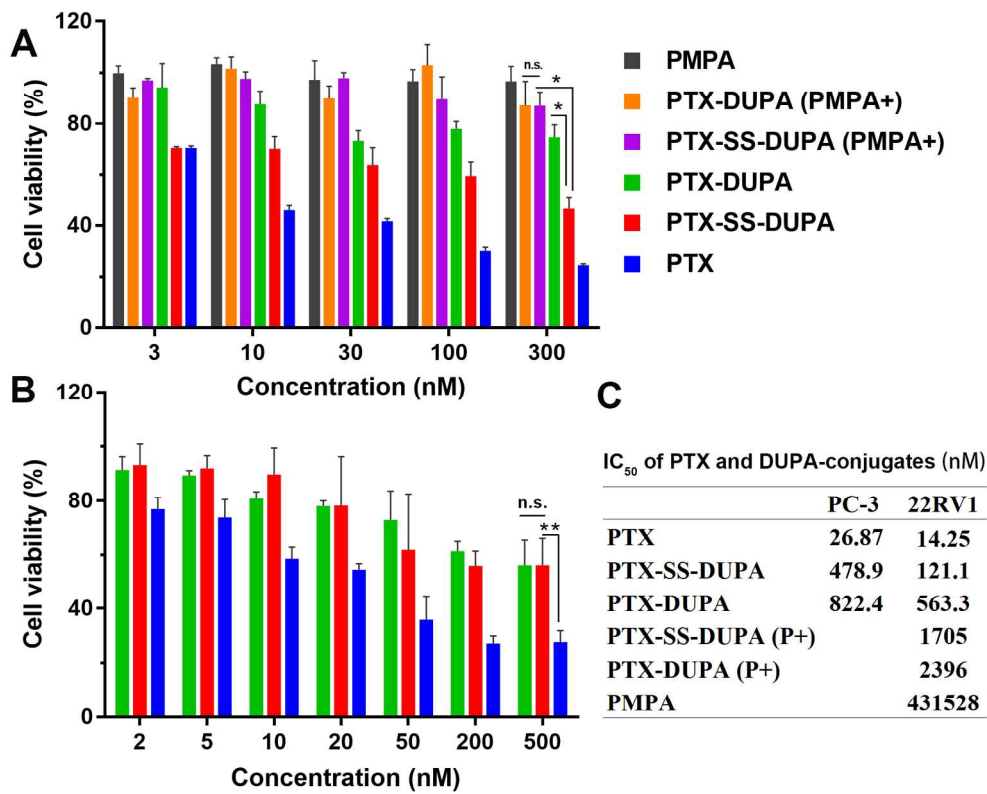 A
120
80
40
0
Cell viability (%)
n.s.
*
*
3 10 30 100 300
Concentration (nM)
PMPA
PTX-DUPA (PMPA+)
PTX-SS-DUPA (PMPA+)
PTX-DUPA
PTX-SS-DUPA
PTX
B
120
80
40
0
Cell viability (%)
n.s.
**
2 5 10 20 50 200 500
Concentration (nM)
C
IC50 of PTX and DUPA-conjugates (nM)
PC-3 22RV1
PTX 26.87 14.25
PTX-SS-DUPA 478.9 121.1
PTX-DUPA 822.4 563.3
PTX-SS-DUPA (P+) 1705
PTX-DUPA (P+) 2396
PMPA 431528